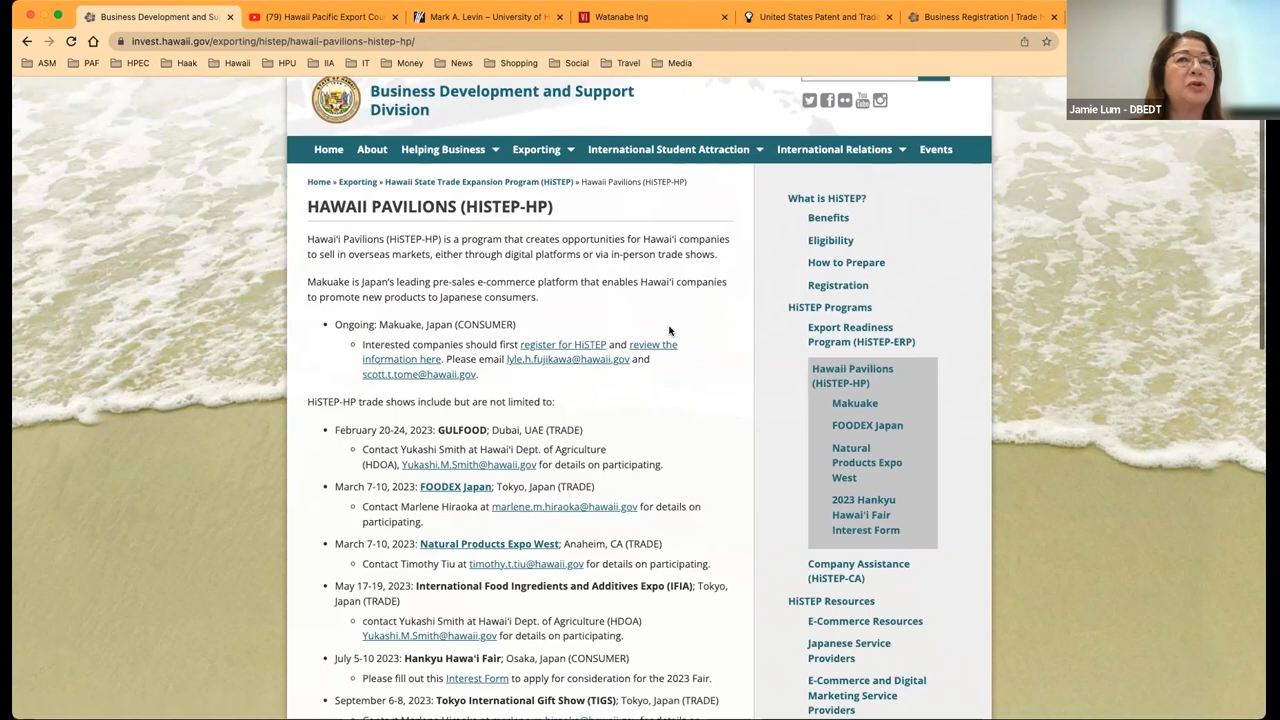 Business Development and Su
(79) Hawaii Pacific Export Cou
Mark A. Levin – University of H
Watanabe Ing
United States Patent and Trade
Business Registration | Trade N
invest.hawaii.gov/exporting/histep/hawaii-pavilions-histep-hp/
ASM PAF HPEC Haak Hawaii HPU IIA IT Money News Shopping Social Travel Media
Jamie Lum - DBEDT
Business Development and Support
Division
Home About Helping Business Exporting International Student Attraction International Relations Events
Home » Exporting » Hawaii State Trade Expansion Program (HiSTEP) » Hawaii Pavilions (HiSTEP-HP)
HAWAII PAVILIONS (HISTEP-HP)
Hawai'i Pavilions (HiSTEP-HP) is a program that creates opportunities for Hawai'i companies
to sell in overseas markets, either through digital platforms or via in-person trade shows.
Makuake is Japan's leading pre-sales e-commerce platform that enables Hawai'i companies
to promote new products to Japanese consumers.
• Ongoing: Makuake, Japan (CONSUMER)
Interested companies should first register for HiSTEP and review the
information here. Please email lyle.h.fujikawa@hawaii.gov and
scott.t.tome@hawaii.gov.
HiSTEP-HP trade shows include but are not limited to:
• February 20-24, 2023: GULFOOD; Dubai, UAE (TRADE)
Contact Yukashi Smith at Hawai'i Dept. of Agriculture
(HDOA), Yukashi.M.Smith@hawaii.gov for details on participating.
• March 7-10, 2023: FOODEX Japan; Tokyo, Japan (TRADE)
Contact Marlene Hiraoka at marlene.m.hiraoka@hawaii.gov for details on
participating.
• March 7-10, 2023: Natural Products Expo West; Anaheim, CA (TRADE)
Contact Timothy Tiu at timothy.t.tiu@hawaii.gov for details on participating.
• May 17-19, 2023: International Food Ingredients and Additives Expo (IFIA); Tokyo,
Japan (TRADE)
contact Yukashi Smith at Hawai'i Dept. of Agriculture (HDOA)
Yukashi.M.Smith@hawaii.gov for details on participating.
• July 5-10 2023: Hankyu Hawa'i Fair; Osaka, Japan (CONSUMER)
Please fill out this Interest Form to apply for consideration for the 2023 Fair.
• September 6-8, 2023: Tokyo International Gift Show (TIGS); Tokyo, Japan (TRADE)
What is HiSTEP?
Benefits
Eligibility
How to Prepare
Registration
HiSTEP Programs
Export Readiness
Program (HiSTEP-ERP)
Hawaii Pavilions
(HiSTEP-HP)
Makuake
FOODEX Japan
Natural
Products Expo
West
2023 Hankyu
Hawai'i Fair
Interest Form
Company Assistance
(HiSTEP-CA)
HiSTEP Resources
E-Commerce Resources
Japanese Service
Providers
E-Commerce and Digital
Marketing Service
Providers